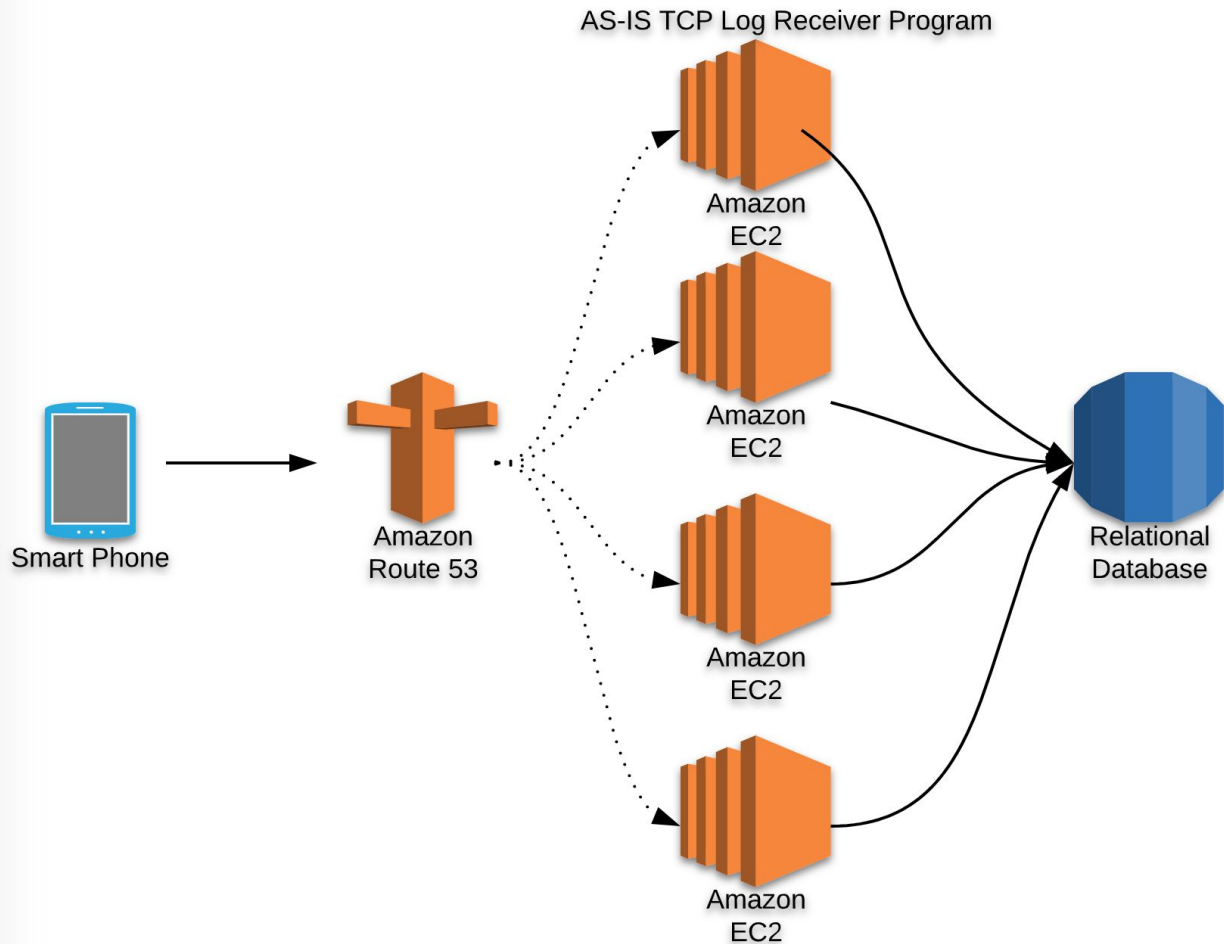 AS-IS TCP Log Receiver Program
Amazon
EC2
Amazon
EC2
Smart Phone
Amazon
Route 53
Relational
Database
Amazon
EC2
Amazon
EC2